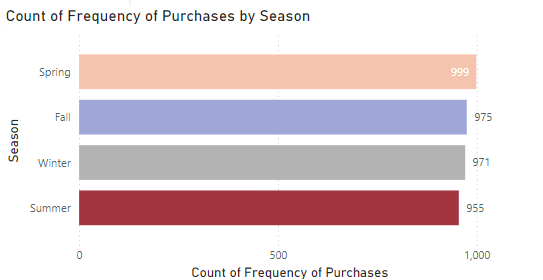 Count of Frequency of Purchases by Season
Season
Spring 999
Fall 975
Winter 971
Summer 955
0 500 1,000
Count of Frequency of Purchases